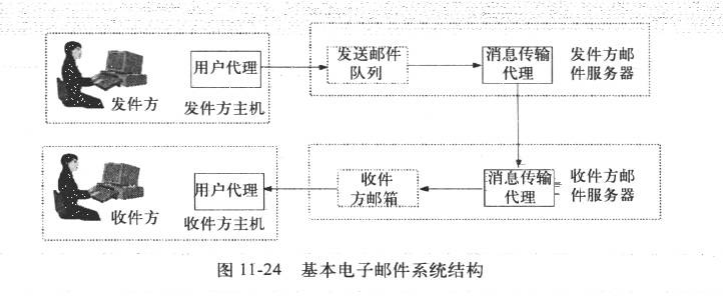 发件方
用户代理
发件方主机
发送邮件
队列
消息传输
代理
发件方邮
件服务器
收件方
用户代理
收件方主机
收件
方邮箱
消息传输
代理
收件方邮
件服务器
图 11-24 基本电子邮件系统结构